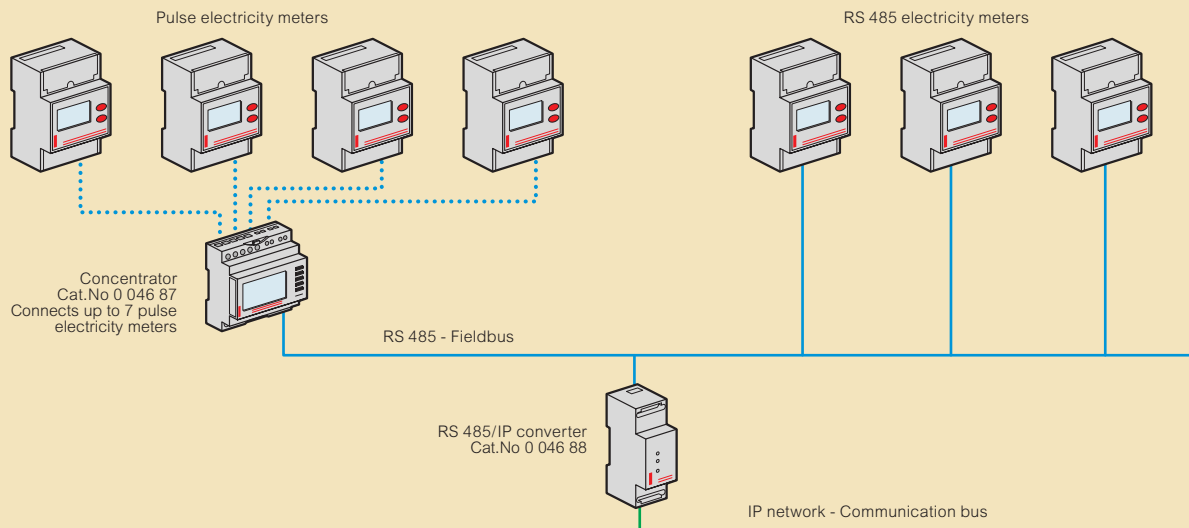 Pulse electricity meters
RS 485 electricity meters
Concentrator
Cat.No 0 046 87
Connects up to 7 pulse
electricity meters
RS 485 - Fieldbus
RS 485/IP converter
Cat.No 0 046 88
IP network - Communication bus